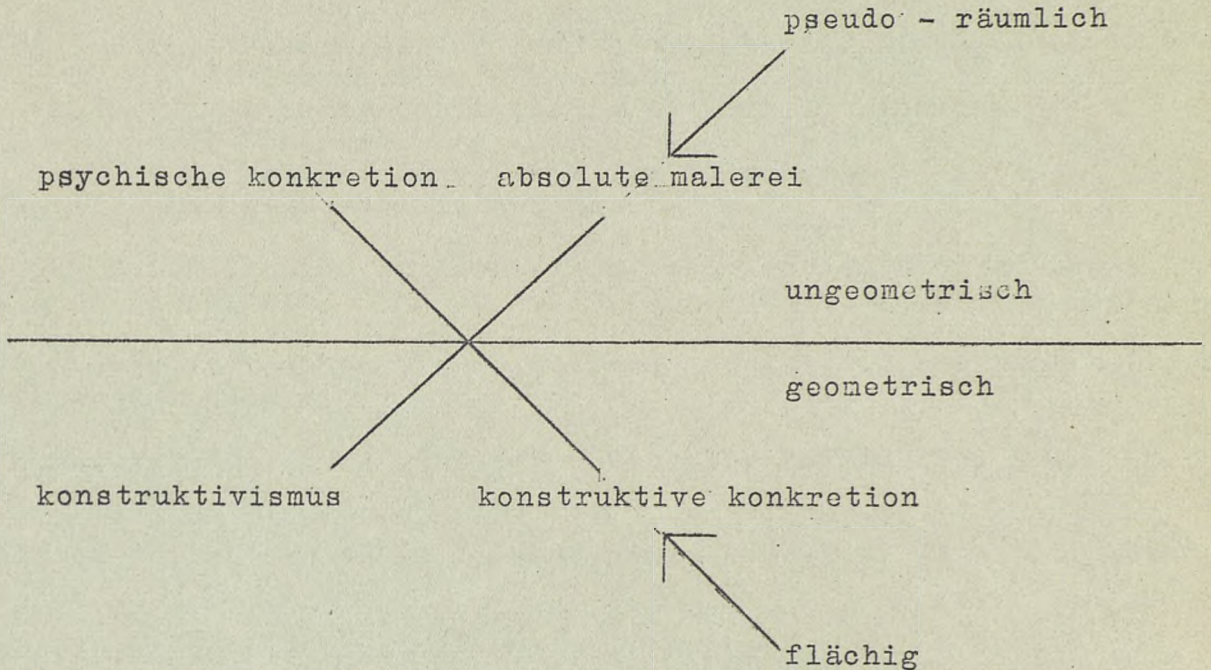 pseudo - räumlich
psychische konkretion absolute malerei
ungeometrisch
geometrisch
konstruktivismus konstruktive konkretion
flächig